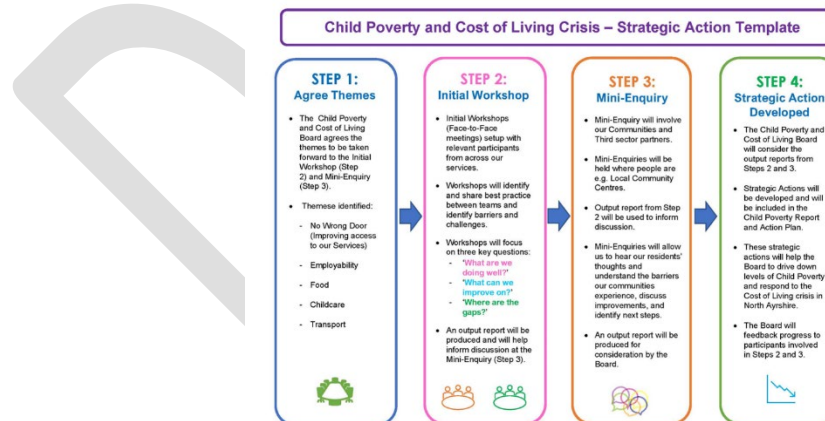 Child Poverty and Cost of Living Crisis – Strategic Action Template
STEP 1:
Agree Themes
• The Child Poverty
and Cost of Living
Board agrees the
themes to be taken
forward to the Initial
Workshop (Step
2) and Mini-Enquiry
(Step 3).
• Themese identified:
- No Wrong Door
(Improving access
to our Services)
- Employability
- Food
- Childcare
- Transport
STEP 2:
Initial Workshop
• Initial Workshops
(Face-to-Face
meetings) setup with
relevant participants
from across our
services.
• Workshops will identify
and share best practice
between teams and
identify barriers and
challenges.
• Workshops will focus
on three key questions:
- 'What are we
doing well?'
- 'What can we
improve on?'
- 'Where are the
gaps?'
• An output report will be
produced and will help
inform discussion at the
Mini-Enquiry (Step 3).
STEP 3:
Mini-Enquiry
• Mini-Enquiry will involve
our Communities and
Third sector partners.
• Mini-Enquiries will be
held where people are
e.g. Local Community
Centres.
• Output report from Step
2 will be used to inform
discussion.
• Mini-Enquiries will allow
us to hear our residents'
thoughts and
understand the barriers
our communities
experience, discuss
improvements, and
identify next steps.
• An output report will be
produced for
consideration by the
Board.
STEP 4:
Strategic Action
Developed
• The Child Poverty and
Cost of Living Board
will consider the
output reports from
Steps 2 and 3.
• Strategic Actions will
be developed and will
be included in the
Child Poverty Report
and Action Plan.
• These strategic
actions will help the
Board to drive down
levels of Child Poverty
and respond to the
Cost of Living crisis in
North Ayrshire.
• The Board will
feedback progress to
participants involved
in Steps 2 and 3.